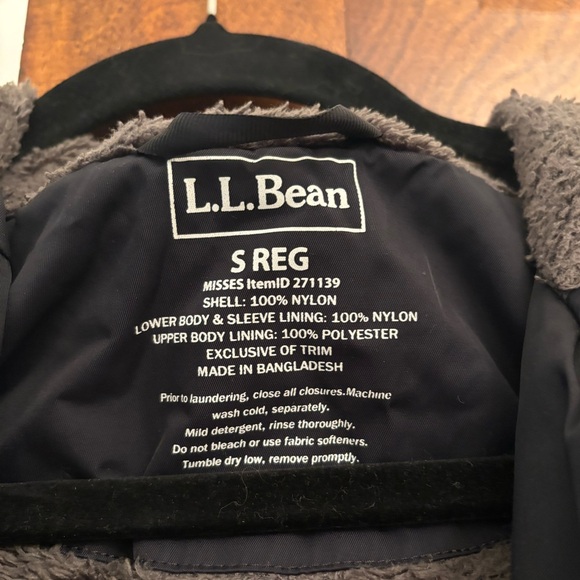 L.L.Bean
S REG
MISSES ItemID 271139
SHELL: 100% NYLON
LOWER BODY & SLEEVE LINING: 100% NYLON
UPPER BODY LINING: 100% POLYESTER
EXCLUSIVE OF TRIM
MADE IN BANGLADESH
Prior to laundering, close all closures.Machine
wash cold, separately.
Mild detergent, rinse thoroughly.
Do not bleach or use fabric softeners.
Tumble dry low, remove promptly.